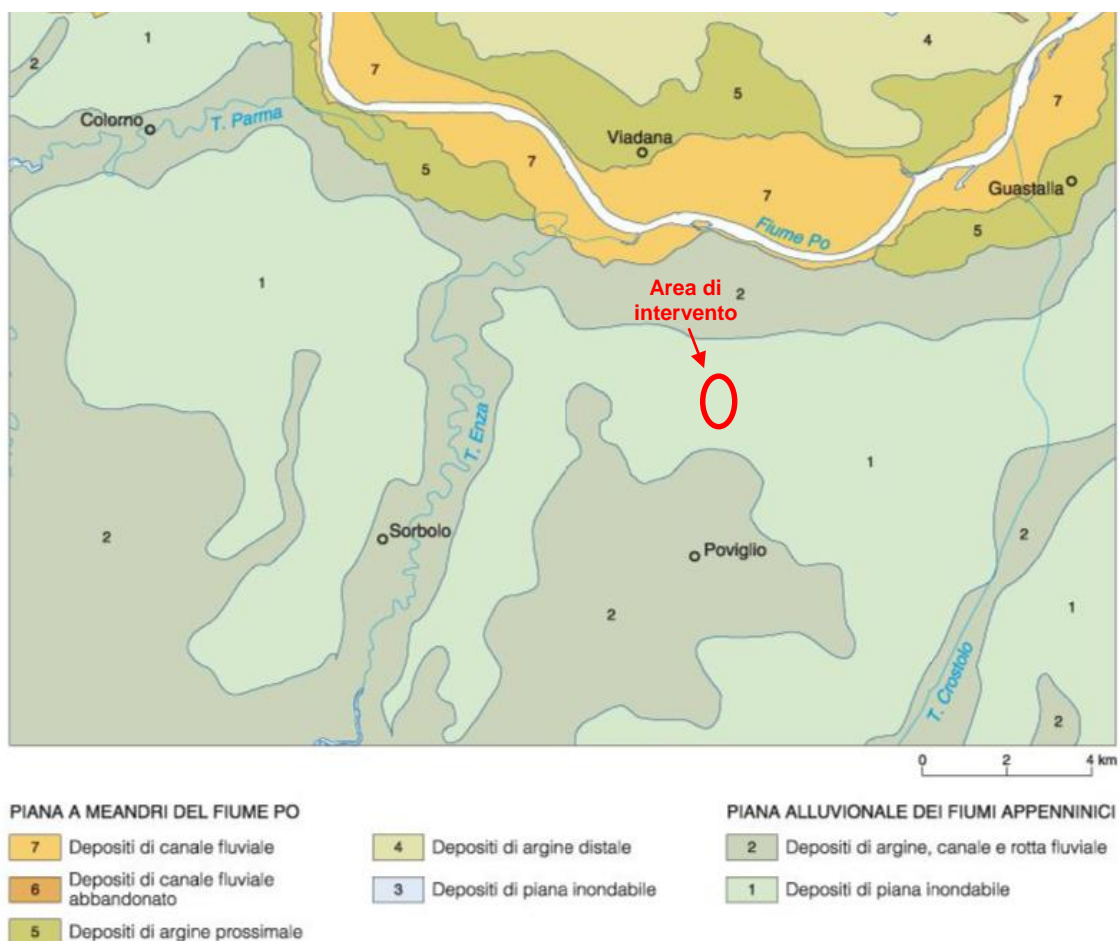 1
2
Colorno
T. Parma
7
4
5
Viadana
7
7
5
7
Guastalla
5
Fiume Po
1
2
Area di
intervento
T. Enza
1
2
Sorbolo
Poviglio
2
2
1
T. Crostolo
2
0 2 4 km
PIANA A MEANDRI DEL FIUME PO
7 Depositi di canale fluviale
6 Depositi di canale fluviale
abbandonato
5 Depositi di argine prossimale
4 Depositi di argine distale
3 Depositi di piana inondabile
PIANA ALLUVIONALE DEI FIUMI APPENNINICI
2 Depositi di argine, canale e rotta fluviale
1 Depositi di piana inondabile